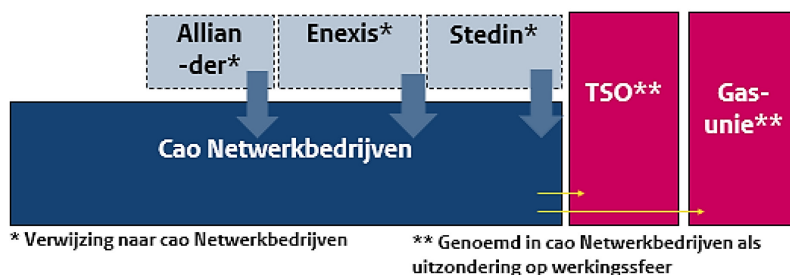 Allian
-der*
Enexis*
Stedin*
TSO**
Gas-
unie**
Cao Netwerkbedrijven
* Verwijzing naar cao Netwerkbedrijven
** Genoemd in cao Netwerkbedrijven als
uitzondering op werkingssfeer